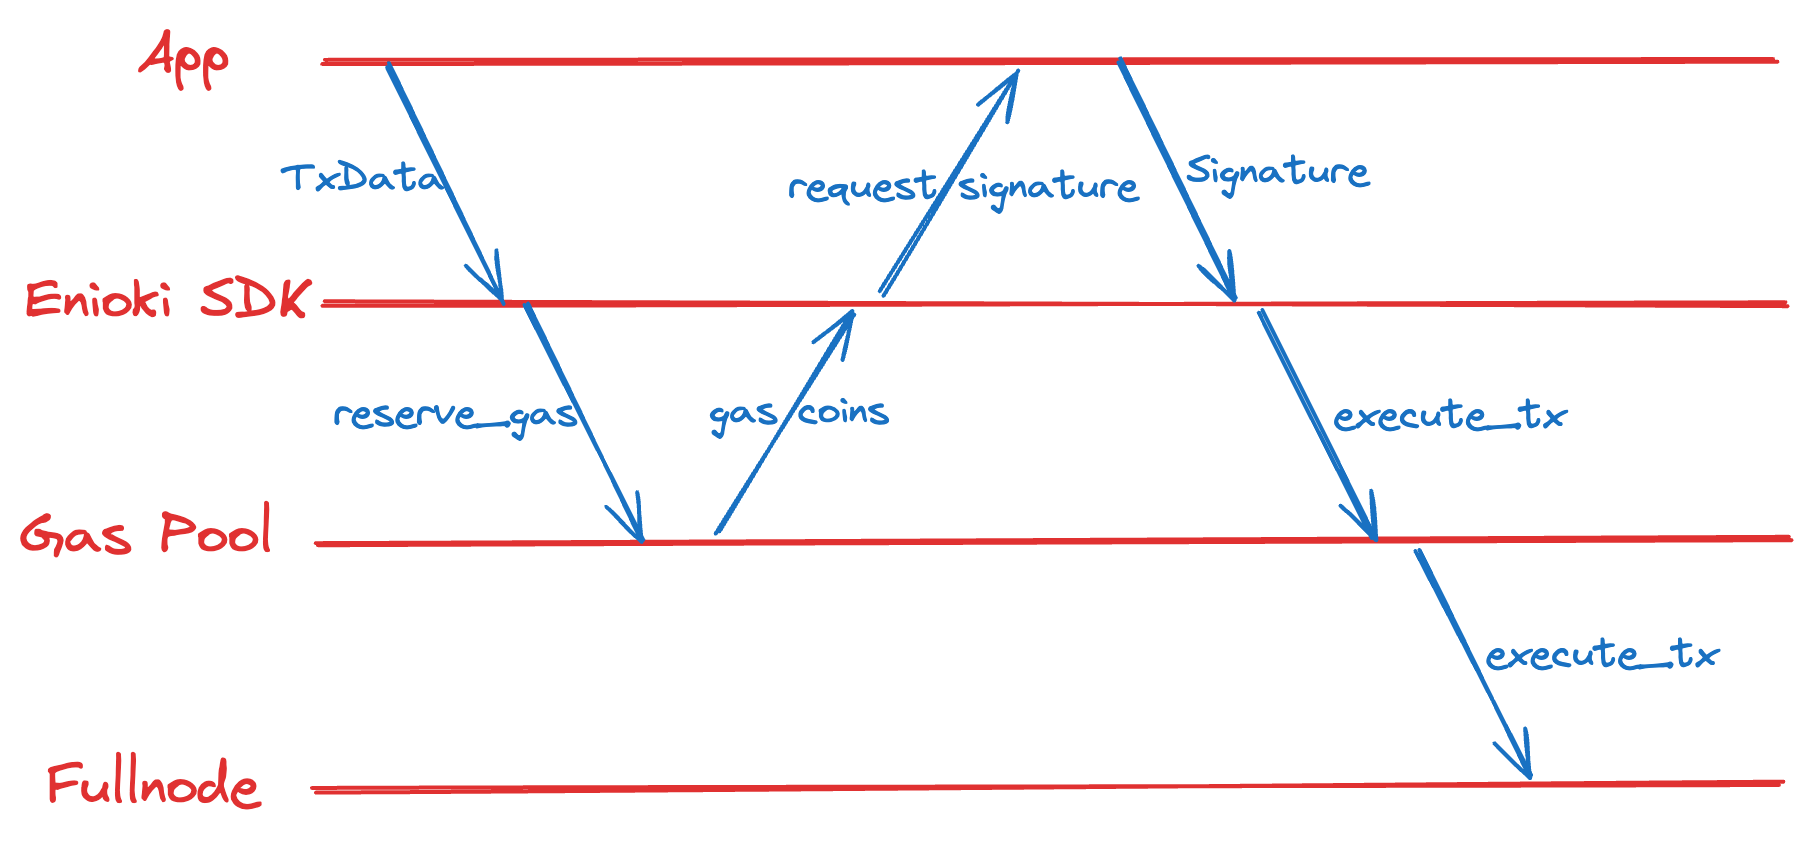 App
TxData
request signature
Signature
Enioki SDK
reserve_gas
gas coins
execute_tx
Gas Pool
execute_tx
Fullnode